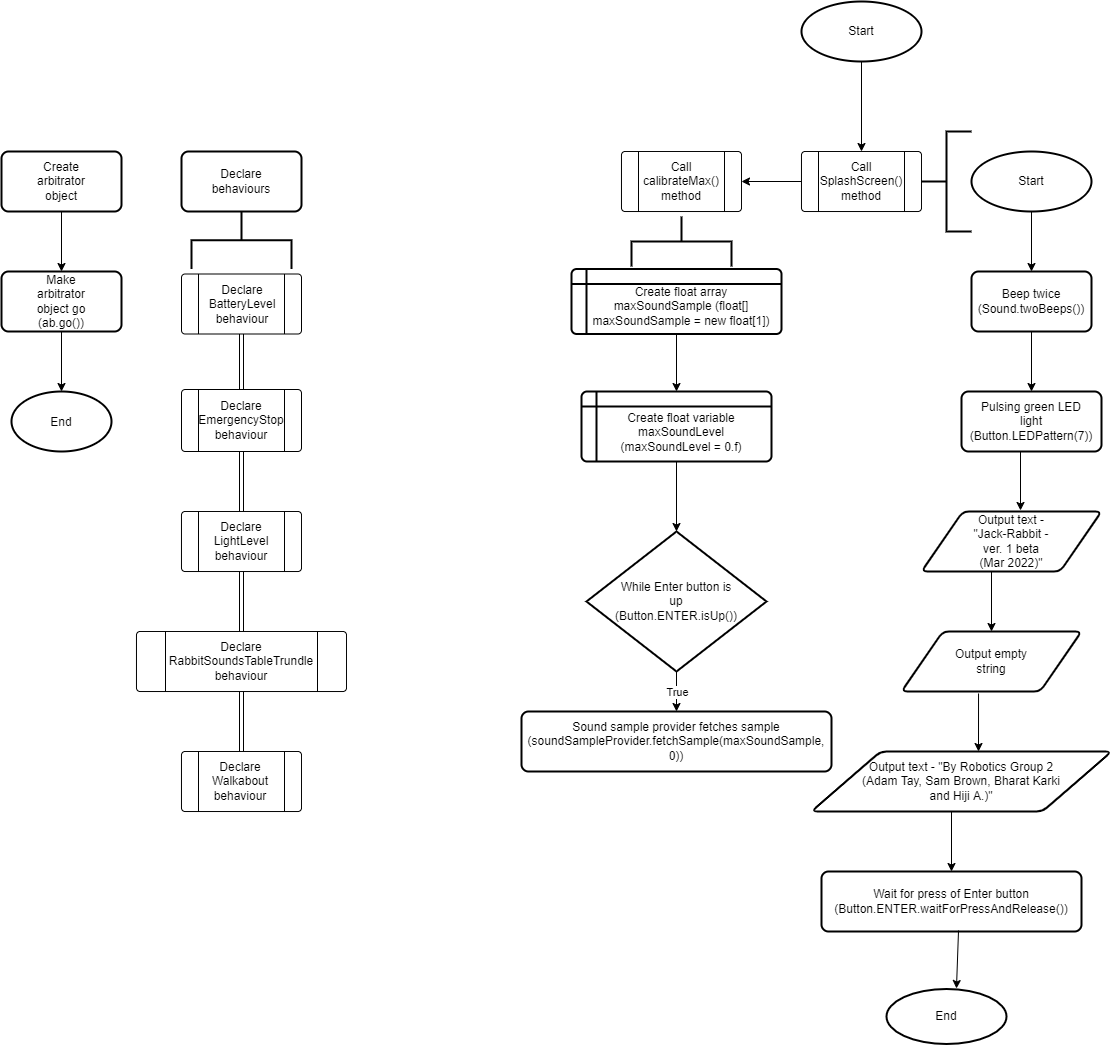 Start
Create
arbitrator
object
Make
arbitrator
object go
(ab.go())
End
Declare
behaviours
Declare
BatteryLevel
behaviour
Declare
EmergencyStop
behaviour
Declare
LightLevel
behaviour
Declare
RabbitSoundsTableTrundle
behaviour
Declare
Walkabout
behaviour
Call
calibrateMax()
method
Create float array
maxSoundSample (float[]
maxSoundSample = new float[1])
Create float variable
maxSoundLevel
(maxSoundLevel = 0.f)
While Enter button is
up
(Button.ENTER.isUp())
True
Sound sample provider fetches sample
(soundSampleProvider.fetchSample(maxSoundSample,
0))
Call
SplashScreen()
method
Start
Beep twice
(Sound.twoBeeps())
Pulsing green LED
light
(Button.LEDPattern(7))
Output text -
"Jack-Rabbit -
ver. 1 beta
(Mar 2022)"
Output empty
string
Output text - "By Robotics Group 2
(Adam Tay, Sam Brown, Bharat Karki
and Hiji A.)"
Wait for press of Enter button
(Button.ENTER.waitForPressAndRelease())
End